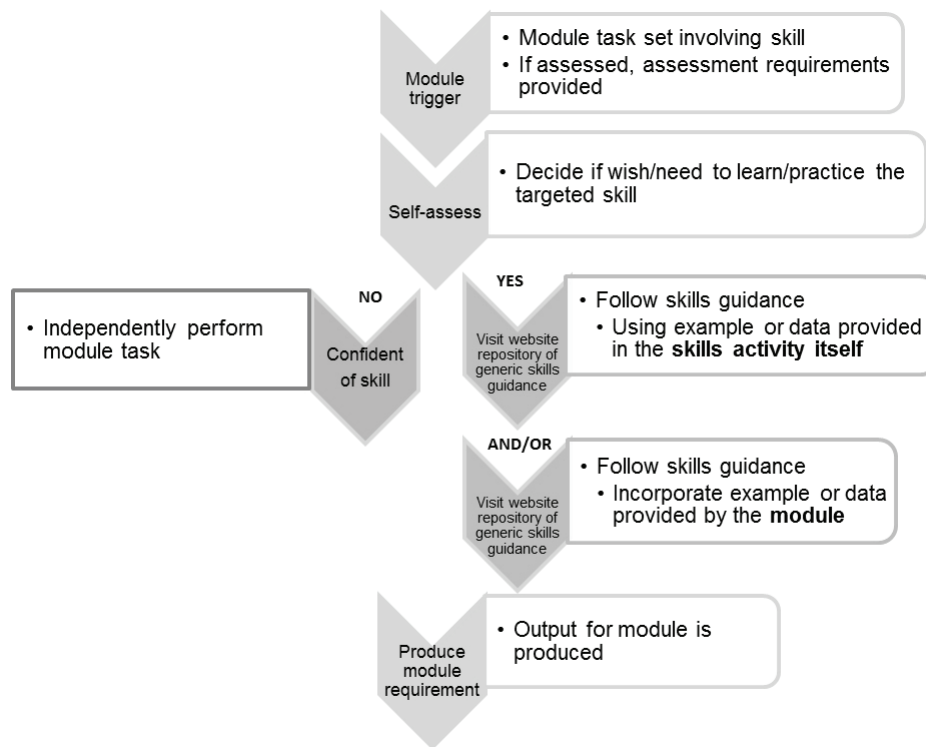 Module
trigger
• Module task set involving skill
• If assessed, assessment requirements
provided
Self-assess
• Decide if wish/need to learn/practice the
targeted skill
NO
Confident
of skill
• Independently perform
module task
YES
Visit website
repository of
generic skills
guidance
• Follow skills guidance
• Using example or data provided
in the skills activity itself
AND/OR
Visit website
repository of
generic skills
guidance
• Follow skills guidance
• Incorporate example or data
provided by the module
Produce
module
requirement
• Output for module is
produced